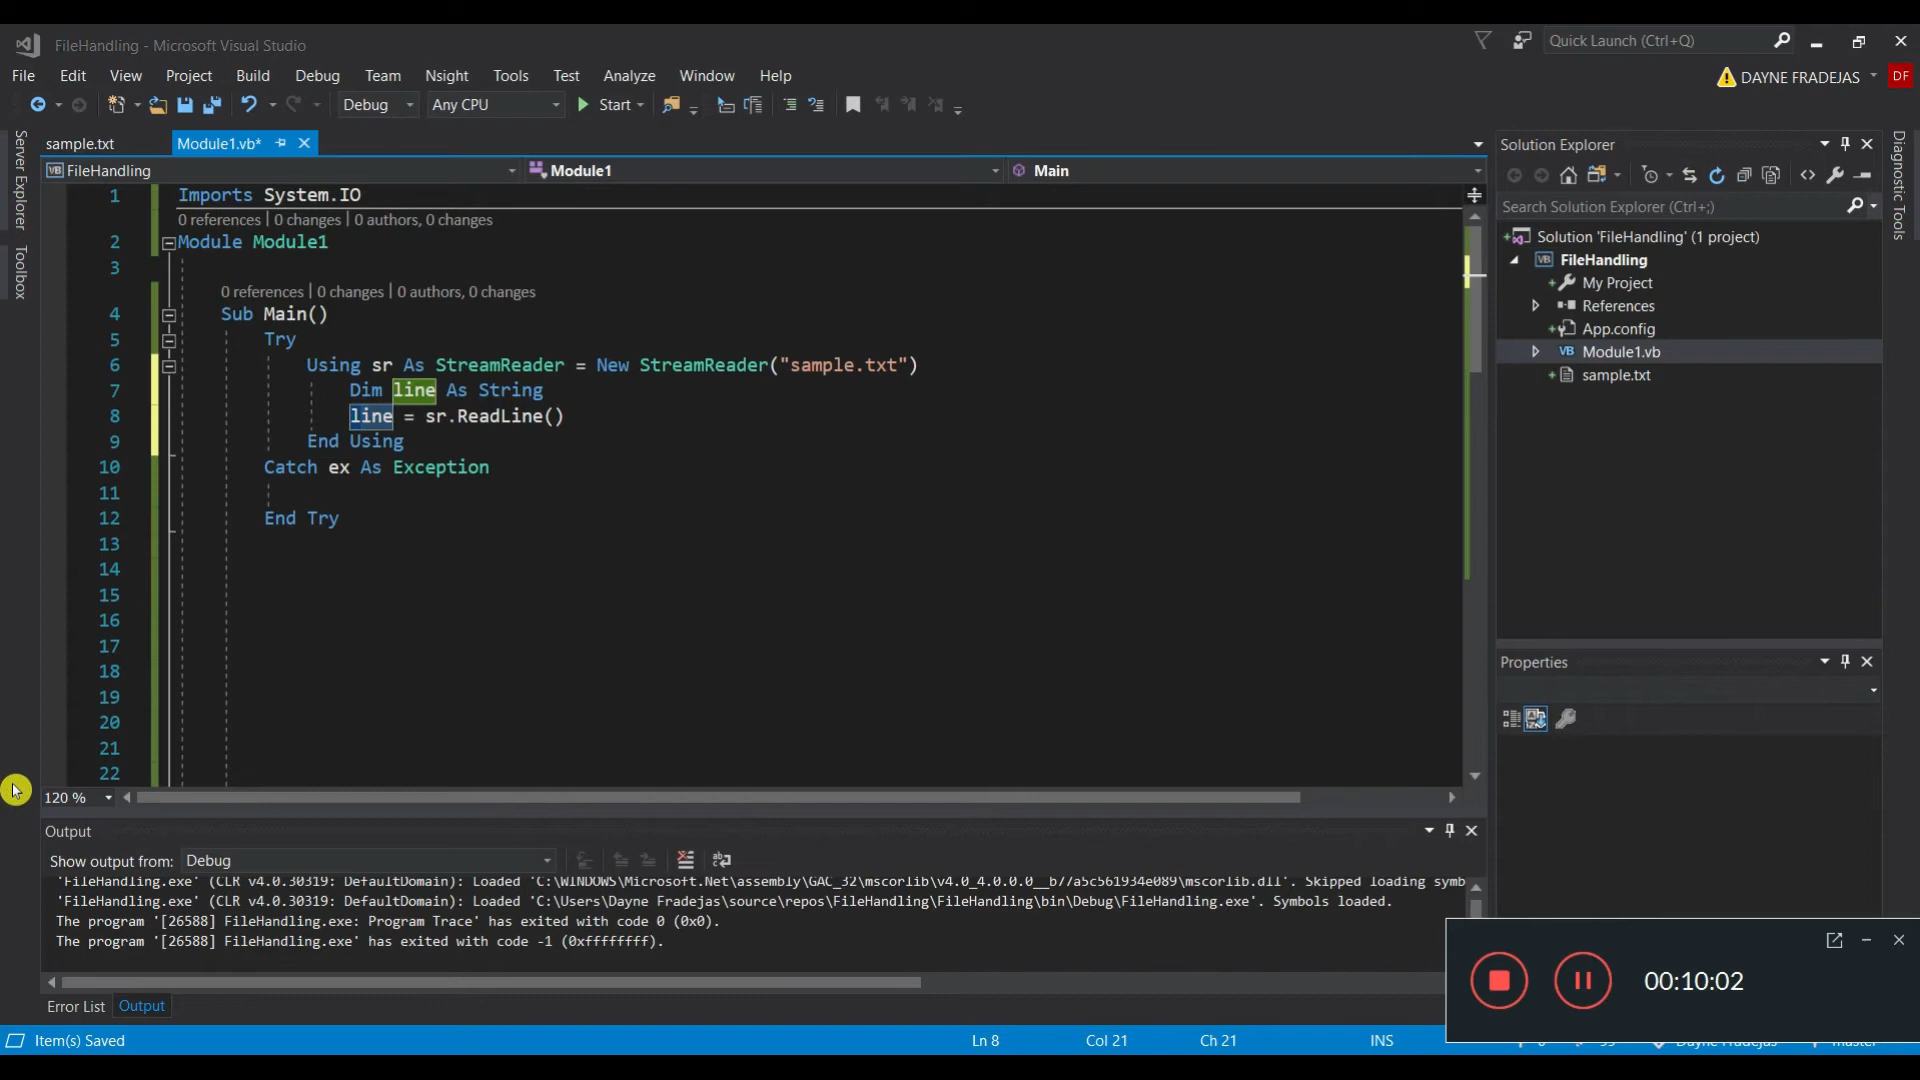 FileHandling - Microsoft Visual Studio
Quick Launch (Ctrl+Q)
File Edit View Project Build Debug Team Nsight Tools Test Analyze Window Help
DAYNE FRADEJAS DF
Debug Any CPU Start
Server Explorer
Toolbox
sample.txt Module1.vb*
FileHandling Module1 Main
1 Imports System.IO
0 references | 0 changes | 0 authors, 0 changes
2 Module Module1
3
0 references | 0 changes | 0 authors, 0 changes
4 Sub Main()
5 Try
6 Using sr As StreamReader = New StreamReader("sample.txt")
7 Dim line As String
8 line = sr.ReadLine()
9 End Using
10 Catch ex As Exception
11
12 End Try
13
14
15
16
17
18
19
20
21
22
120 %
Solution Explorer
Search Solution Explorer (Ctrl+;)
Solution 'FileHandling' (1 project)
FileHandling
My Project
References
App.config
Module1.vb
sample.txt
Diagnostic Tools
Properties
Output
Show output from: Debug
'FileHandling.exe' (CLR v4.0.30319: DefaultDomain): Loaded 'C:\WINDOWS\Microsoft.Net\assembly\GAC_32\mscorlib\v4.0_4.0.0.0__b77a5c561934e089\mscorlib.dll'. Skipped loading symb
'FileHandling.exe' (CLR v4.0.30319: DefaultDomain): Loaded 'C:\Users\Dayne Fradejas\source\repos\FileHandling\FileHandling\bin\Debug\FileHandling.exe'. Symbols loaded.
The program '[26588] FileHandling.exe: Program Trace' has exited with code 0 (0x0).
The program '[26588] FileHandling.exe' has exited with code -1 (0xffffffff).
Error List Output
00:10:02
Item(s) Saved Ln 8 Col 21 Ch 21 INS